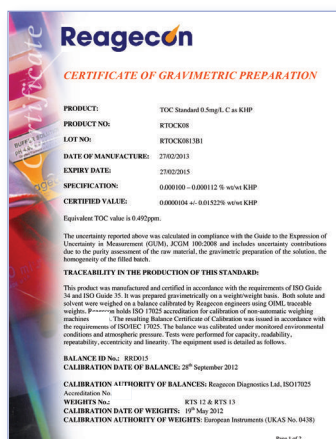 Certificate
Reagecon
CERTIFICATE OF GRAVIMETRIC PREPARATION
PRODUCT: TOC Standard 0.5mg/L C as KHP
PRODUCT NO: RTOCK08
LOT NO: RTOCK0813B1
DATE OF MANUFACTURE: 27/02/2013
EXPIRY DATE: 27/02/2015
SPECIFICATION: 0.000100 – 0.000112 % wt/wt KHP
CERTIFIED VALUE: 0.0000104 +/- 0.01522% wt/wt KHP
Equivalent TOC value is 0.492ppm.
The uncertainty reported above was calculated in compliance with the Guide to the Expression of
Uncertainty in Measurement (GUM), JCGM 100:2008 and includes uncertainty contributions
due to the purity assessment of the raw material, the gravimetric preparation of the solution, the
homogeneity of the filled batch.
TRACEABILITY IN THE PRODUCTION OF THIS STANDARD:
This product was manufactured and certified in accordance with the requirements of ISO Guide
34 and ISO Guide 35. It was prepared gravimetrically on a weight/weight basis. Both solute and
solvent were weighed on a balance calibrated by Reagecon engineers using OIML traceable
weights. holds ISO 17025 accreditation for calibration of non-automatic weighing
machines . The resulting Balance Certificate of Calibration was issued in accordance with
the requirements of ISO/IEC 17025. The balance was calibrated under monitored environmental
conditions and atmospheric pressure. Tests were performed for capacity, readability,
repeatability, eccentricity and linearity. The equipment used is detailed as follows.
BALANCE ID No.: RRD015
CALIBRATION DATE OF BALANCE: 28th September 2012
CALIBRATION AUTHORITY OF BALANCES: Reagecon Diagnostics Ltd, ISO17025
Accreditation No.
WEIGHTS No.: RTS 12 & RTS 13
CALIBRATION DATE OF WEIGHTS: 19th May 2012
CALIBRATION AUTHORITY OF WEIGHTS: European Instruments (UKAS No. 0438)
Page 1 of 2